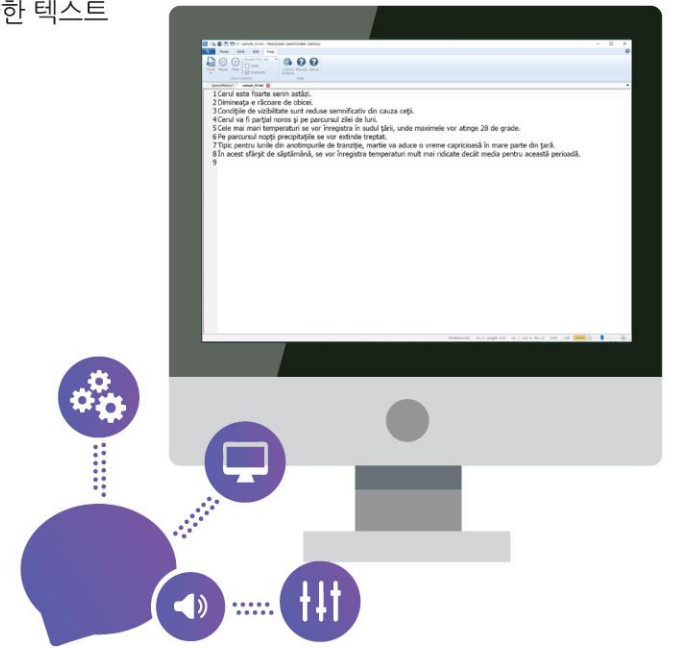 한 텍스트
1 Cerul este foarte senin astăzi.
2 Dimineața e răcoare de obicei.
3 Condițiile de vizibilitate sunt reduse semnificativ din cauza ceții.
4 Cerul va fi parțial noros și pe parcursul zilei de luni.
5 Cele mai mari temperaturi se vor înregistra în sudul țării, unde maximele vor atinge 28 de grade.
6 Pe parcursul nopții precipitațiile se vor extinde treptat.
7 Tipic pentru lunile din anotimpurile de tranziție, martie va aduce o vreme capricioasă în mare parte din țară.
8 În acest sfârșit de săptămână, se vor înregistra temperaturi mult mai ridicate decât media pentru această perioadă.
9